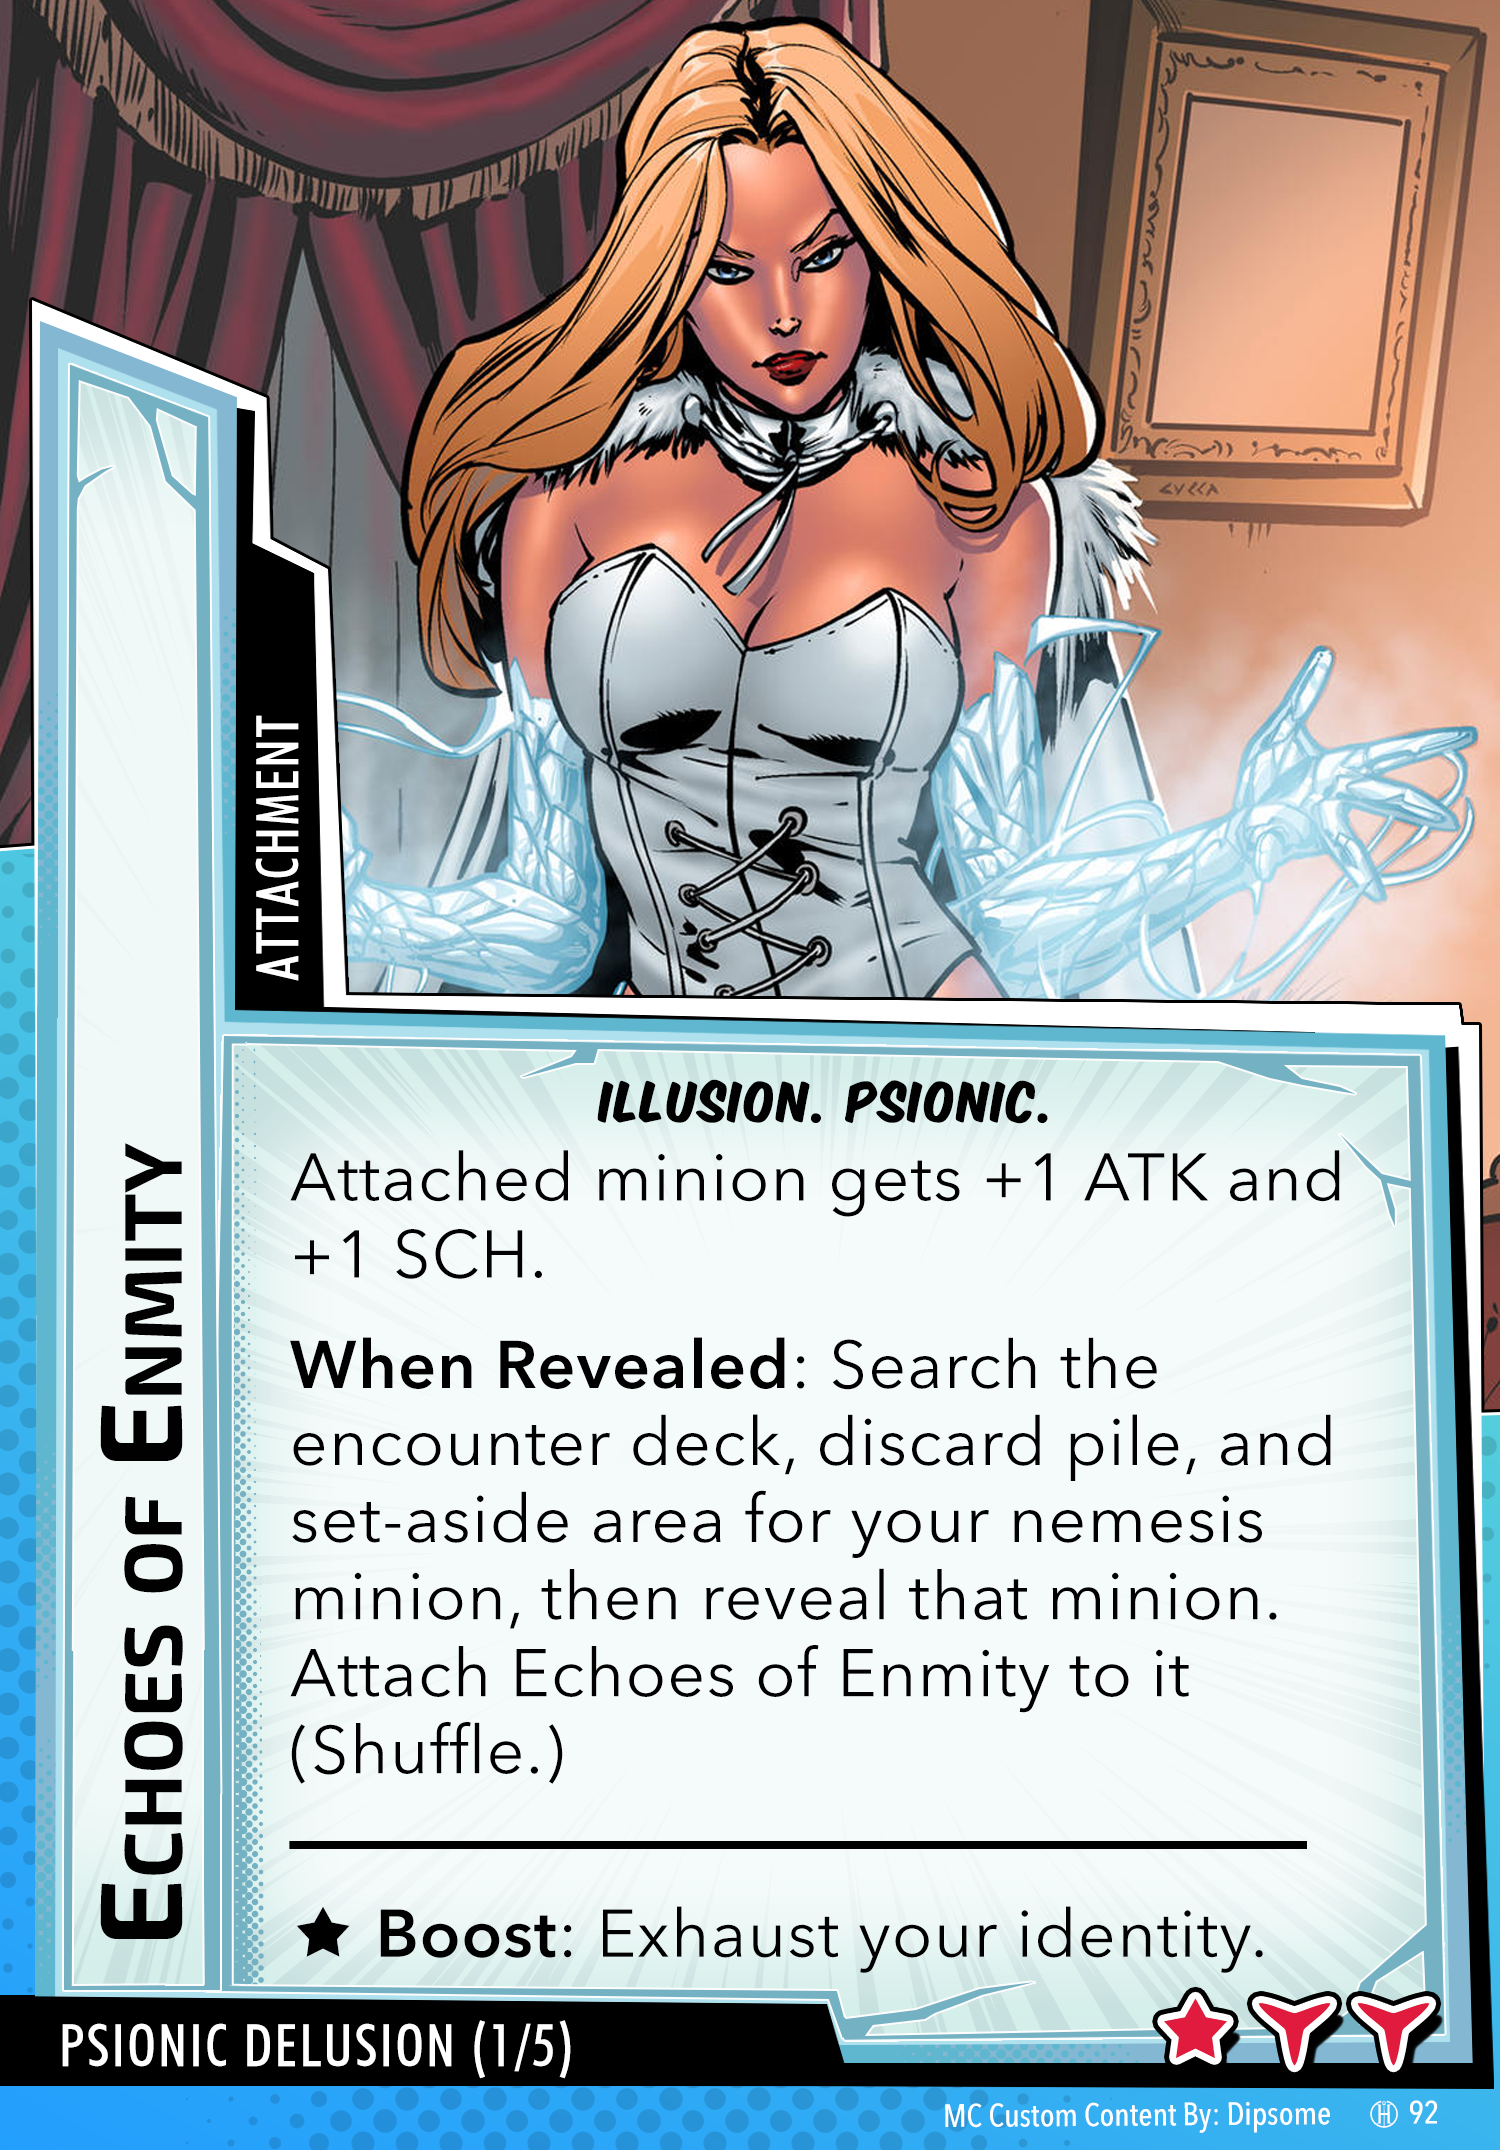 ATTACHMENT
ECHOES OF ENMITY
ILLUSION. PSIONIC.
Attached minion gets +1 ATK and
+1 SCH.
When Revealed: Search the
encounter deck, discard pile, and
set-aside area for your nemesis
minion, then reveal that minion.
Attach Echoes of Enmity to it
(Shuffle.)
★ Boost: Exhaust your identity.
PSIONIC DELUSION (1/5)
MC Custom Content By: Dipsome
92